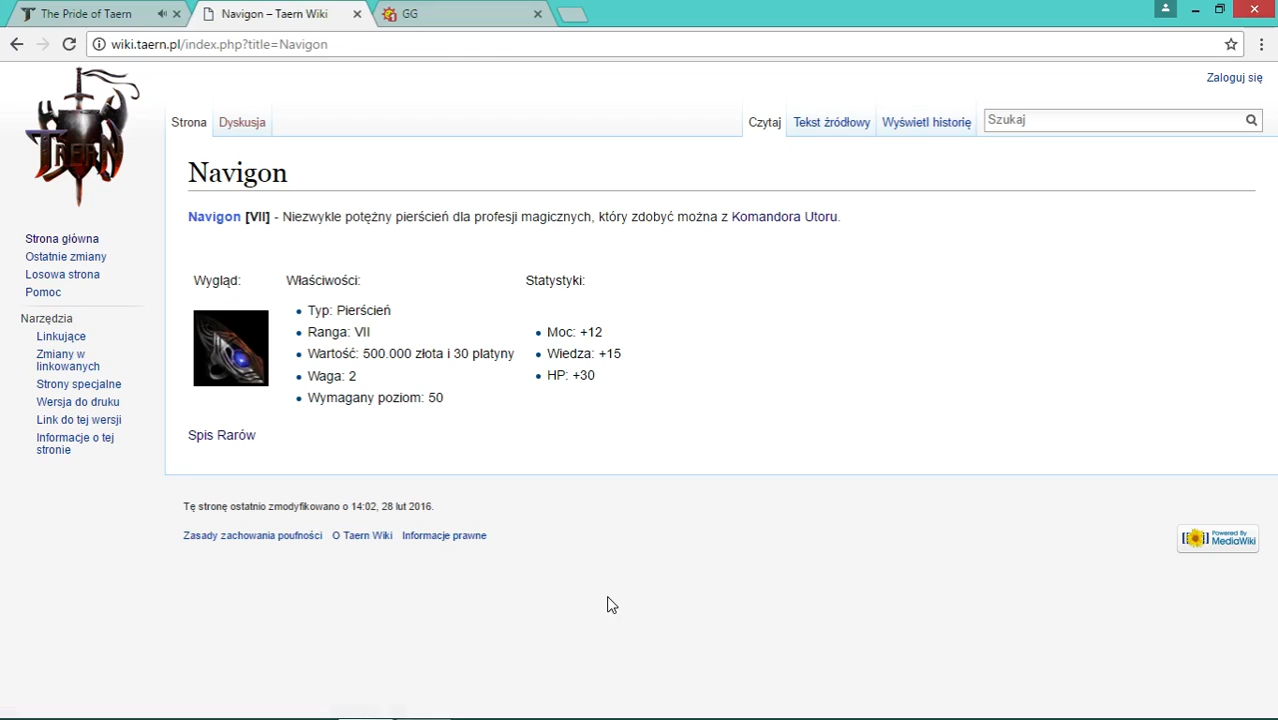 The Pride of Taern
Navigon – Taern Wiki
GG
wiki.taern.pl/index.php?title=Navigon
Zaloguj się
TAERN
Strona
Dyskusja
Czytaj
Tekst źródłowy
Wyświetl historię
Szukaj
Navigon
Navigon [VII] - Niezwykle potężny pierścień dla profesji magicznych, który zdobyć można z Komandora Utoru.
Strona główna
Ostatnie zmiany
Losowa strona
Pomoc
Narzędzia
Linkujące
Zmiany w
linkowanych
Strony specjalne
Wersja do druku
Link do tej wersji
Informacje o tej
stronie
Wygląd:
Właściwości:
Typ: Pierścień
Ranga: VII
Wartość: 500.000 złota i 30 platyny
Waga: 2
Wymagany poziom: 50
Statystyki:
Moc: +12
Wiedza: +15
HP: +30
Spis Rarów
Tę stronę ostatnio zmodyfikowano o 14:02, 28 lut 2016.
Zasady zachowania poufności
O Taern Wiki
Informacje prawne
Powered By
MediaWiki